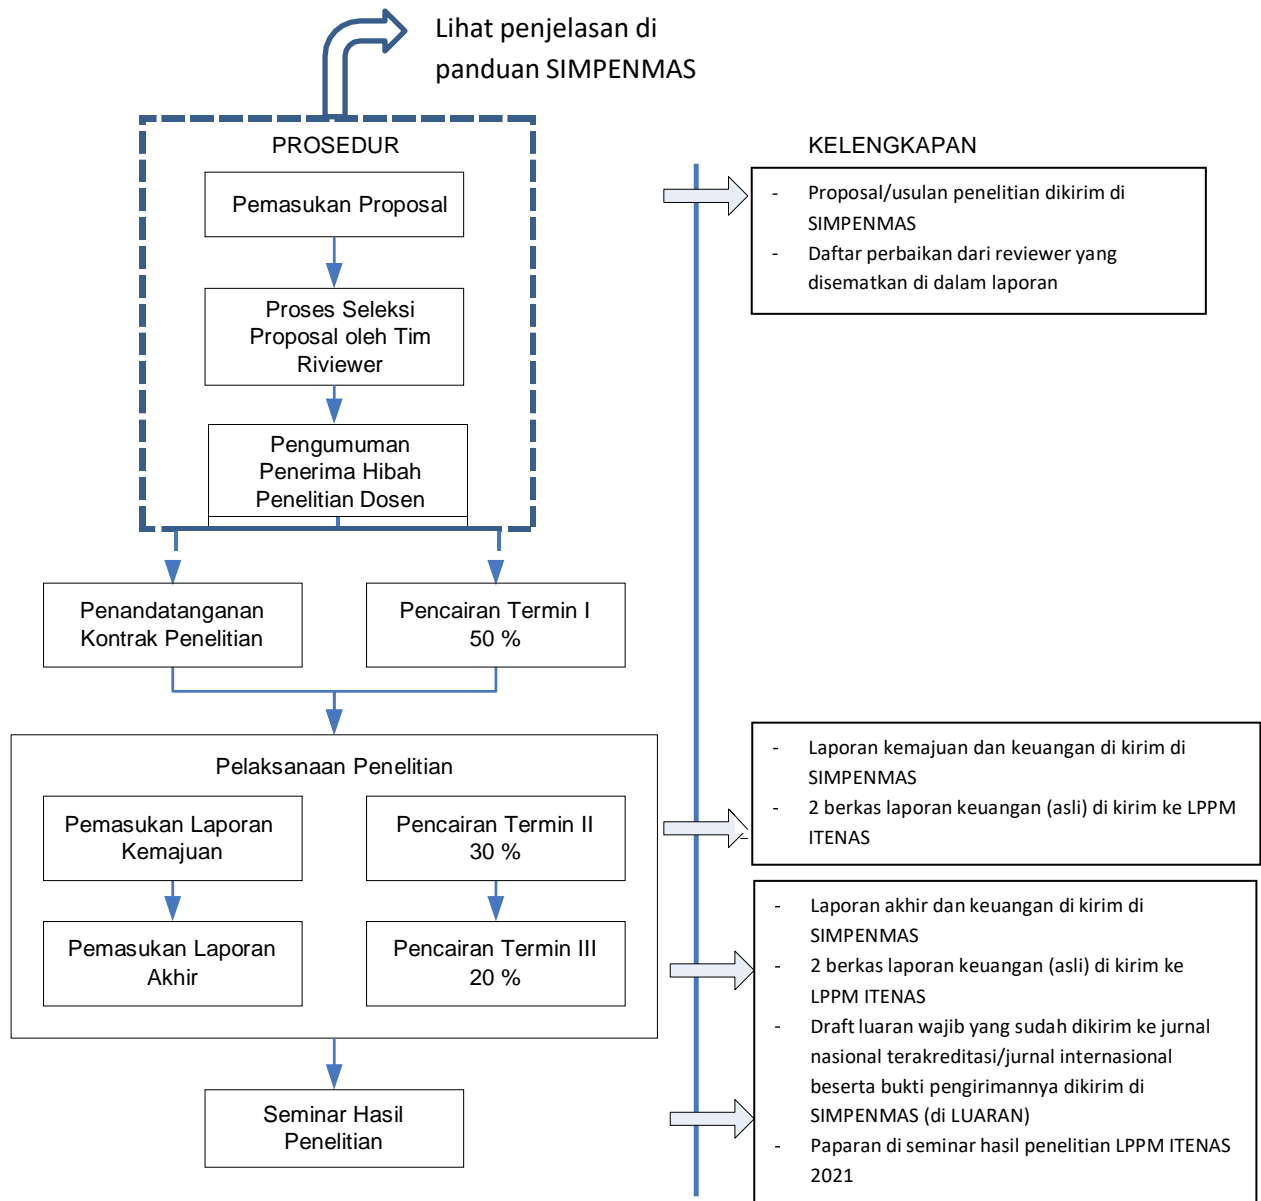 Lihat penjelasan di
panduan SIMPENMAS
PROSEDUR
Pemasukan Proposal
Proses Seleksi
Proposal oleh Tim
Riviewer
Pengumuman
Penerima Hibah
Penelitian Dosen
Penandatanganan
Kontrak Penelitian
Pencairan Termin I
50 %
Pelaksanaan Penelitian
Pemasukan Laporan
Kemajuan
Pencairan Termin II
30 %
Pemasukan Laporan
Akhir
Pencairan Termin III
20 %
Seminar Hasil
Penelitian
KELENGKAPAN
- Proposal/usulan penelitian dikirim di
SIMPENMAS
- Daftar perbaikan dari reviewer yang
disematkan di dalam laporan
- Laporan kemajuan dan keuangan di kirim di
SIMPENMAS
- 2 berkas laporan keuangan (asli) di kirim ke LPPM
ITENAS
- Laporan akhir dan keuangan di kirim di
SIMPENMAS
- 2 berkas laporan keuangan (asli) di kirim ke
LPPM ITENAS
- Draft luaran wajib yang sudah dikirim ke jurnal
nasional terakreditasi/jurnal internasional
beserta bukti pengirimannya dikirim di
SIMPENMAS (di LUARAN)
- Paparan di seminar hasil penelitian LPPM ITENAS
2021